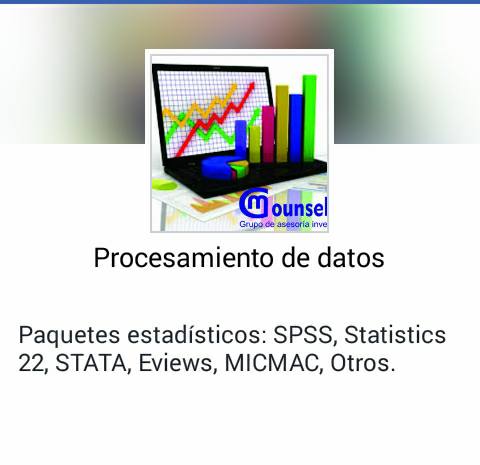 Counsel
Grupo de asesoría inve
Procesamiento de datos
Paquetes estadísticos: SPSS, Statistics
22, STATA, Eviews, MICMAC, Otros.